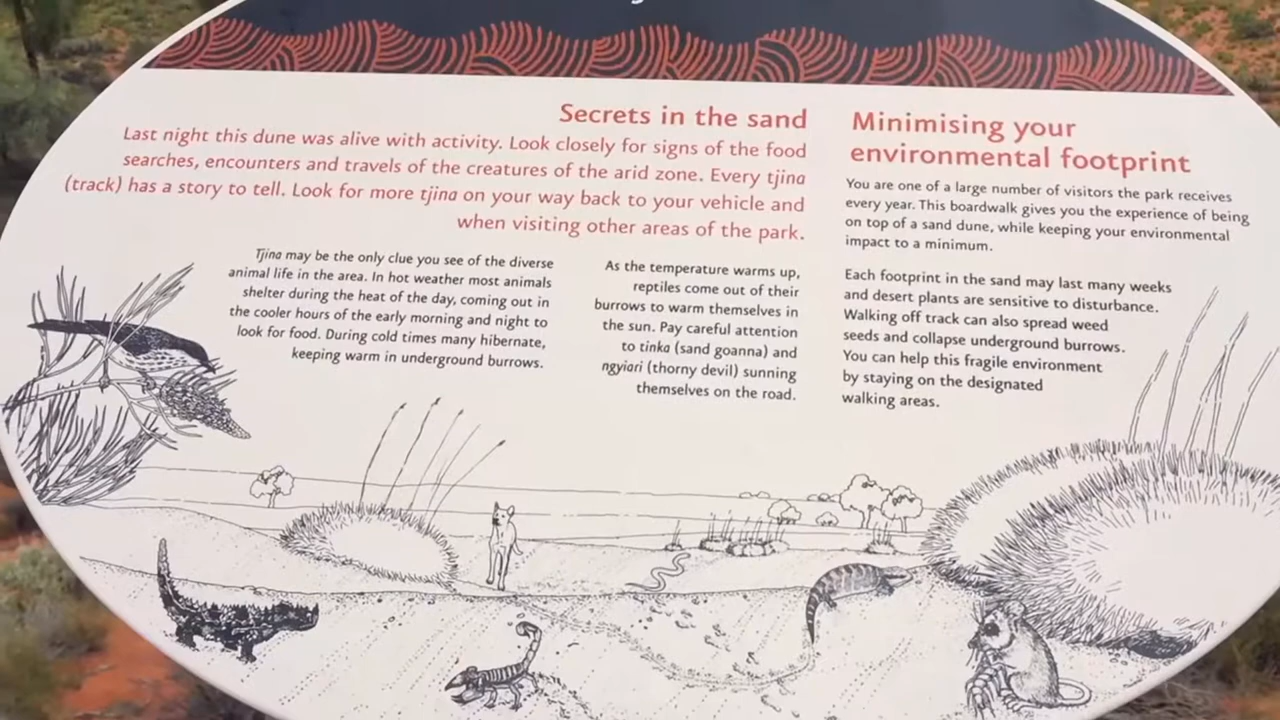 Secrets in the sand
Last night this dune was alive with activity. Look closely for signs of the food
searches, encounters and travels of the creatures of the arid zone. Every tjina
(track) has a story to tell. Look for more tjina on your way back to your vehicle and
when visiting other areas of the park.
Tjina may be the only clue you see of the diverse
animal life in the area. In hot weather most animals
shelter during the heat of the day, coming out in
the cooler hours of the early morning and night to
look for food. During cold times many hibernate,
keeping warm in underground burrows.
As the temperature warms up,
reptiles come out of their
burrows to warm themselves in
the sun. Pay careful attention
to tinka (sand goanna) and
ngyiari (thorny devil) sunning
themselves on the road.
Minimising your
environmental footprint
You are one of a large number of visitors the park receives
every year. This boardwalk gives you the experience of being
on top of a sand dune, while keeping your environmental
impact to a minimum.
Each footprint in the sand may last many weeks
and desert plants are sensitive to disturbance.
Walking off track can also spread weed
seeds and collapse underground burrows.
You can help this fragile environment
by staying on the designated
walking areas.